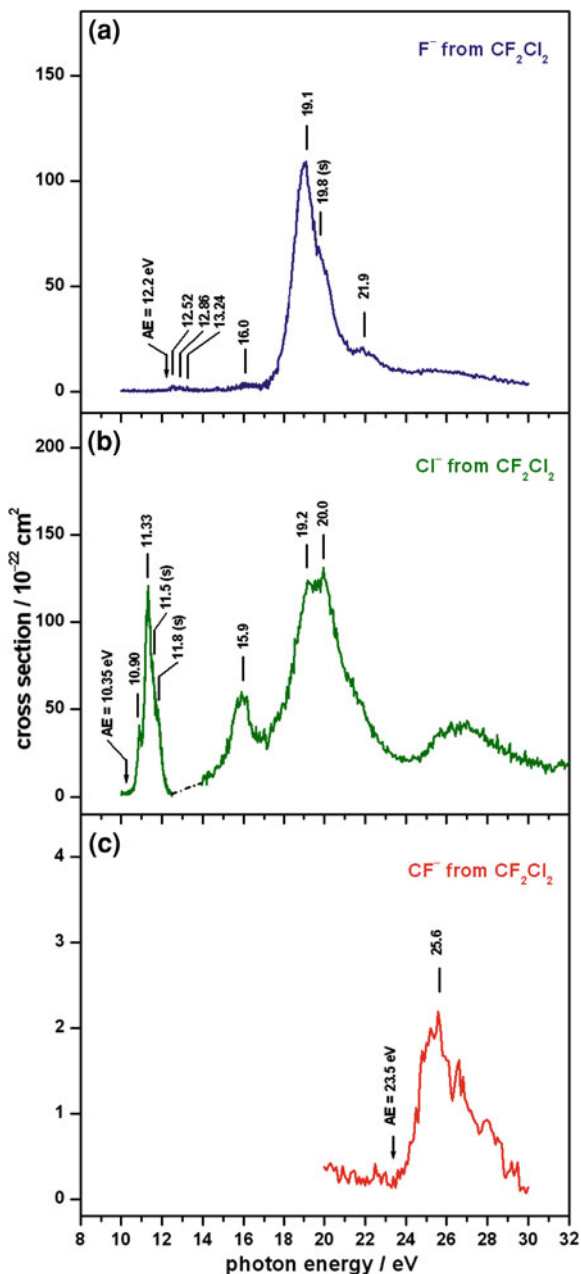 (a)
F⁻ from CF₂Cl₂
150
100
50
0
AE = 12.2 eV
12.52
12.86
13.24
16.0
19.1
19.8 (s)
21.9
(b)
Cl⁻ from CF₂Cl₂
200
150
100
50
0
AE = 10.35 eV
10.90
11.33
11.5 (s)
11.8 (s)
15.9
19.2
20.0
cross section / 10⁻²² cm²
(c)
CF⁻ from CF₂Cl₂
4
3
2
1
0
AE = 23.5 eV
25.6
8 10 12 14 16 18 20 22 24 26 28 30 32
photon energy / eV